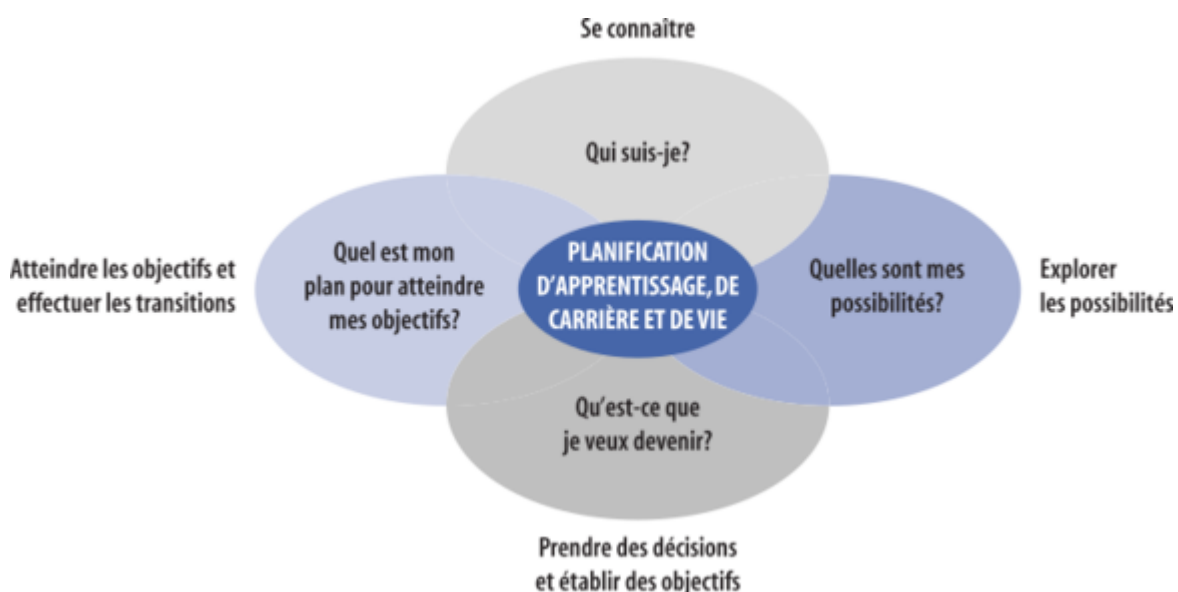 Se connaître
Qui suis-je?
Atteindre les objectifs et
effectuer les transitions
Quel est mon
plan pour atteindre
mes objectifs?
PLANIFICATION
D’APPRENTISSAGE, DE
CARRIÈRE ET DE VIE
Quelles sont mes
possibilités?
Explorer
les possibilités
Qu’est-ce que
je veux devenir?
Prendre des décisions
et établir des objectifs